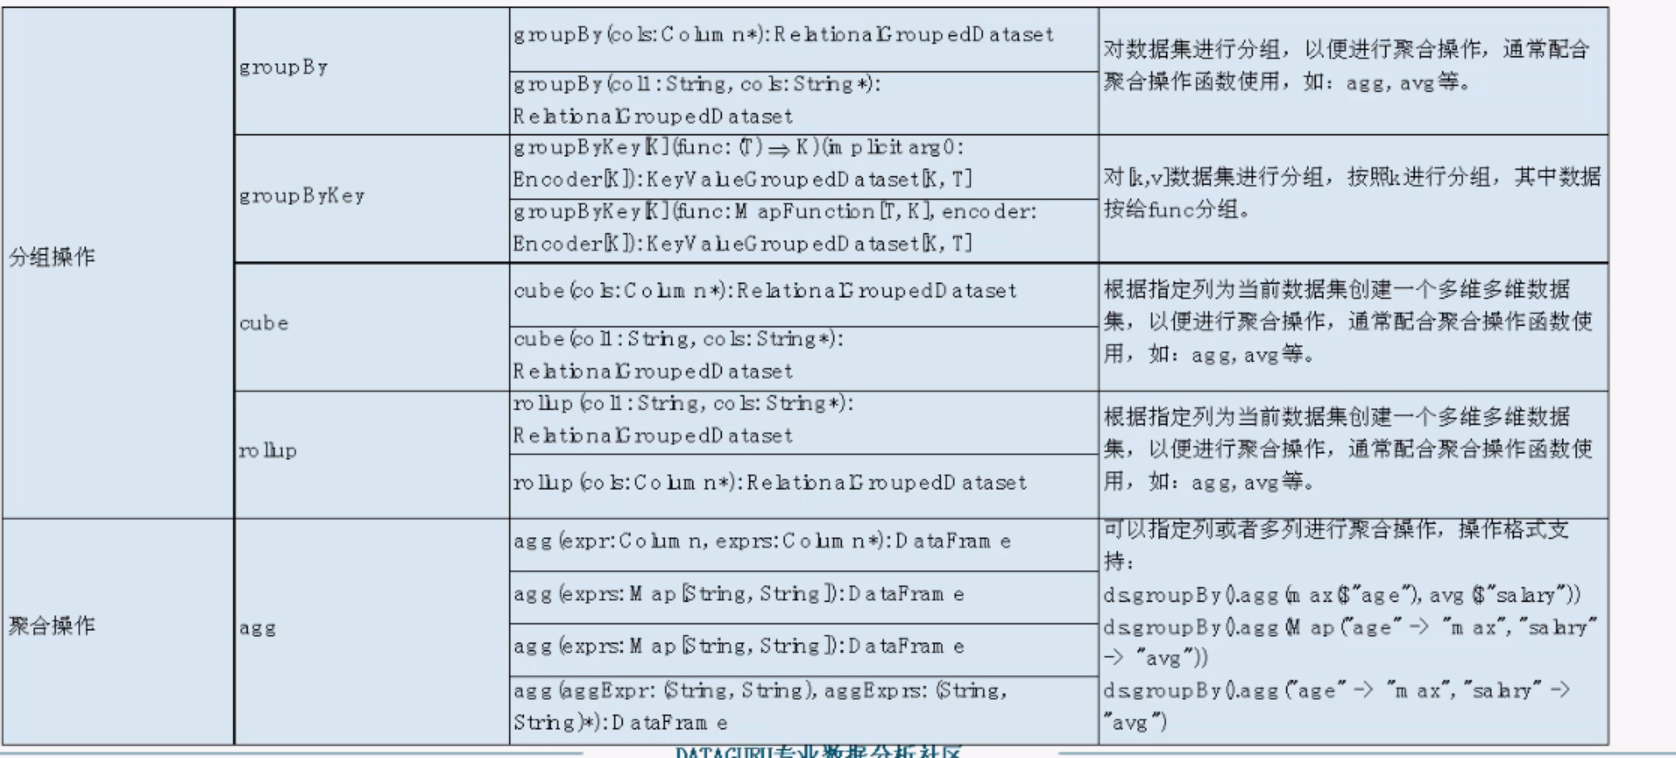 分组操作
groupBy
groupBy(cols:Column*):RelationalGroupedDataset
groupBy(col1:String, cols:String*):
RelationalGroupedDataset
对数据集进行分组，以便进行聚合操作，通常配合
聚合操作函数使用，如：agg, avg等。
groupByKey
groupByKey[K](func: (T) ⇒ K)(implicit arg0:
Encoder[K]):KeyValueGroupedDataset[K, T]
groupByKey[K](func:MapFunction[T, K], encoder:
Encoder[K]):KeyValueGroupedDataset[K, T]
对[k,v]数据集进行分组，按照k进行分组，其中数据
按给func分组。
cube
cube(cols:Column*):RelationalGroupedDataset
cube(col1:String, cols:String*):
RelationalGroupedDataset
根据指定列为当前数据集创建一个多维多维数据
集，以便进行聚合操作，通常配合聚合操作函数使
用，如：agg, avg等。
rollup
rollup(col1:String, cols:String*):
RelationalGroupedDataset
rollup(cols:Column*):RelationalGroupedDataset
根据指定列为当前数据集创建一个多维多维数据
集，以便进行聚合操作，通常配合聚合操作函数使
用，如：agg, avg等。
聚合操作
agg
agg(expr:Column, exprs:Column*):DataFrame
agg(exprs:Map[String, String]):DataFrame
agg(exprs:Map[String, String]):DataFrame
agg(aggExpr: (String, String), aggExprs: (String,
String)*):DataFrame
可以指定列或者多列进行聚合操作，操作格式支
持：
ds.groupBy().agg(max($"age"), avg($"salary"))
ds.groupBy().agg(Map("age" -> "max", "salary"
-> "avg"))
ds.groupBy().agg("age" -> "max", "salary" ->
"avg")
DATAGURU专业数据分析社区